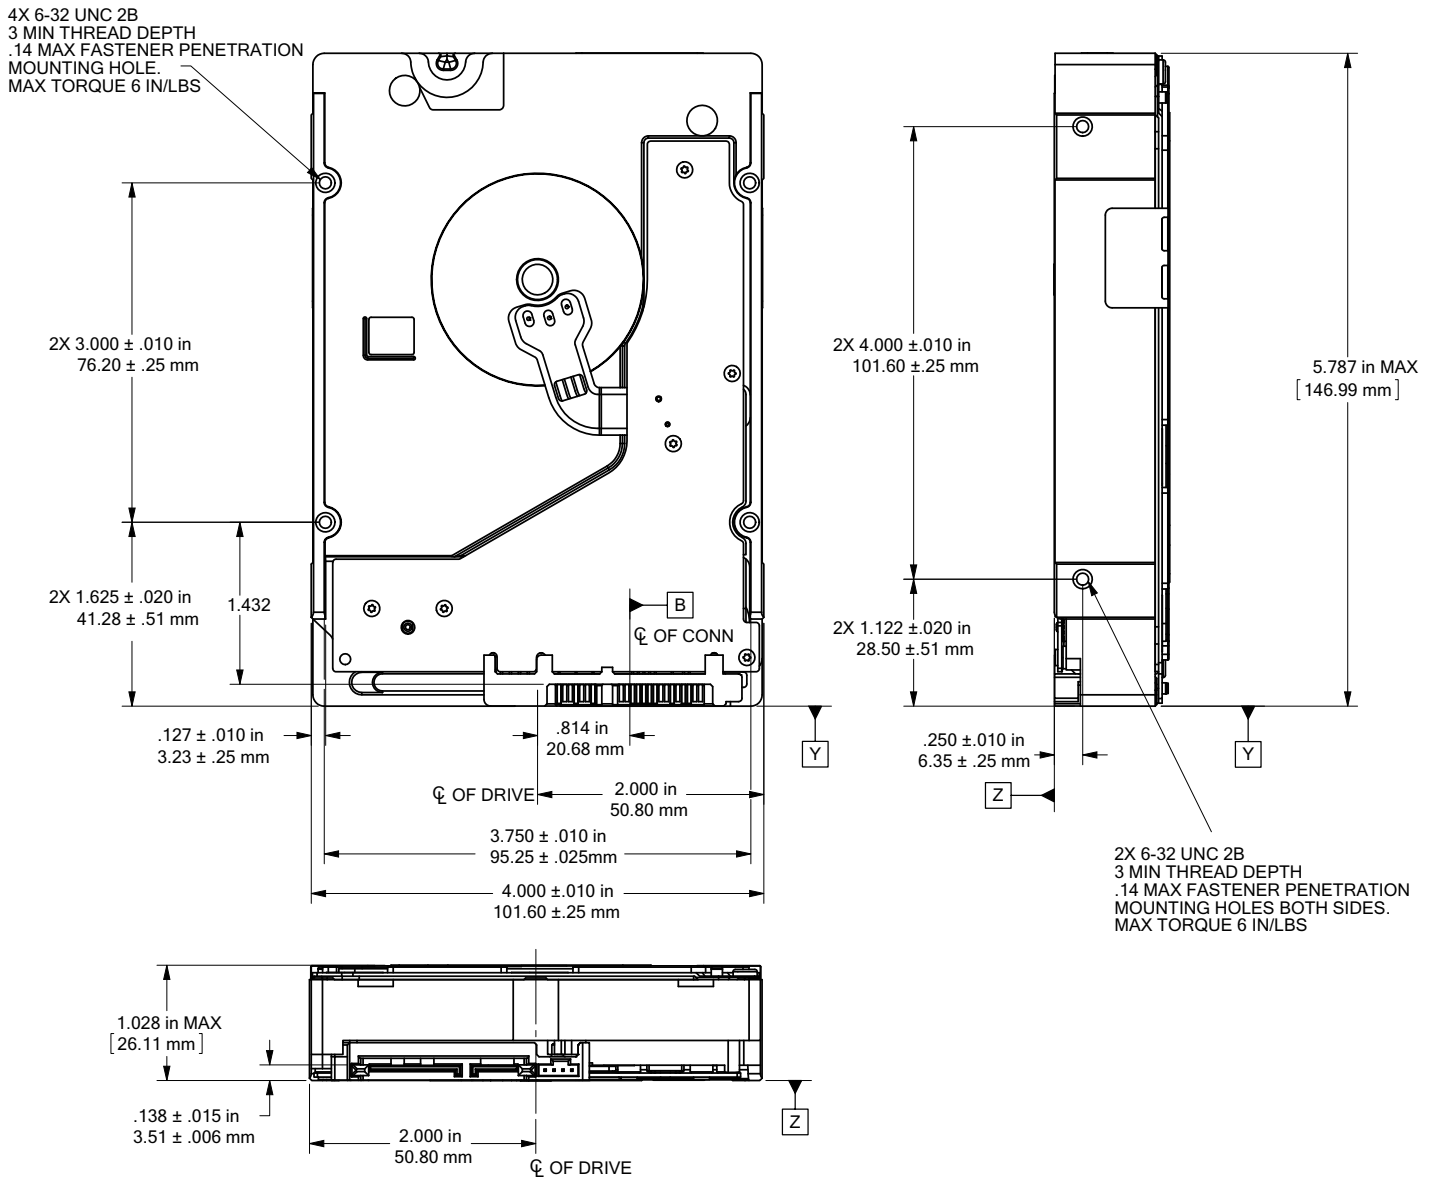 4X 6-32 UNC 2B
3 MIN THREAD DEPTH
.14 MAX FASTENER PENETRATION
MOUNTING HOLE.
MAX TORQUE 6 IN/LBS
2X 3.000 ± .010 in
76.20 ± .25 mm
2X 1.625 ± .020 in
41.28 ± .51 mm
1.432
B
℄ OF CONN
.127 ± .010 in
3.23 ± .25 mm
.814 in
20.68 mm
Y
℄ OF DRIVE
2.000 in
50.80 mm
3.750 ± .010 in
95.25 ± .025mm
4.000 ±.010 in
101.60 ±.25 mm
2X 4.000 ±.010 in
101.60 ±.25 mm
5.787 in MAX
[146.99 mm]
2X 1.122 ±.020 in
28.50 ±.51 mm
.250 ±.010 in
6.35 ± .25 mm
Y
Z
2X 6-32 UNC 2B
3 MIN THREAD DEPTH
.14 MAX FASTENER PENETRATION
MOUNTING HOLES BOTH SIDES.
MAX TORQUE 6 IN/LBS
1.028 in MAX
[26.11 mm]
.138 ± .015 in
3.51 ± .006 mm
2.000 in
50.80 mm
℄ OF DRIVE
Z